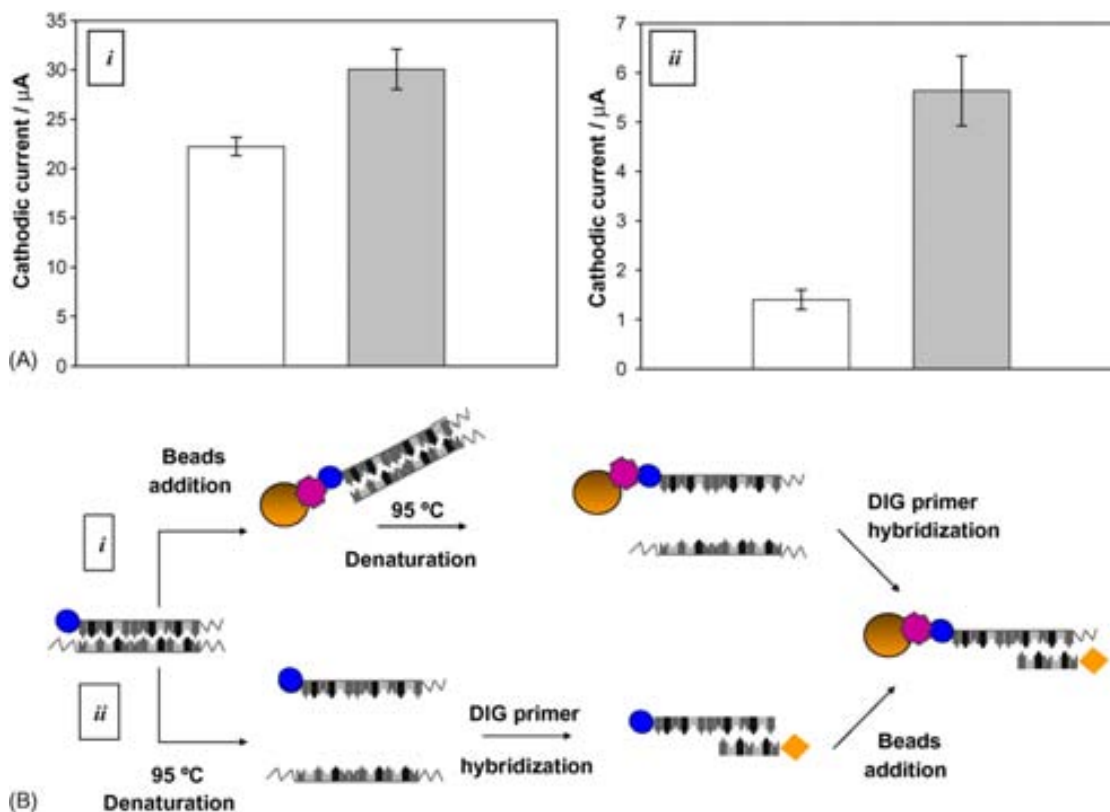 i
Cathodic current / μA
35
30
25
20
15
10
5
0
ii
Cathodic current / μA
7
6
5
4
3
2
1
0
(A)
Beads
addition
95 ºC
Denaturation
DIG primer
hybridization
i
ii
95 ºC
Denaturation
DIG primer
hybridization
Beads
addition
(B)